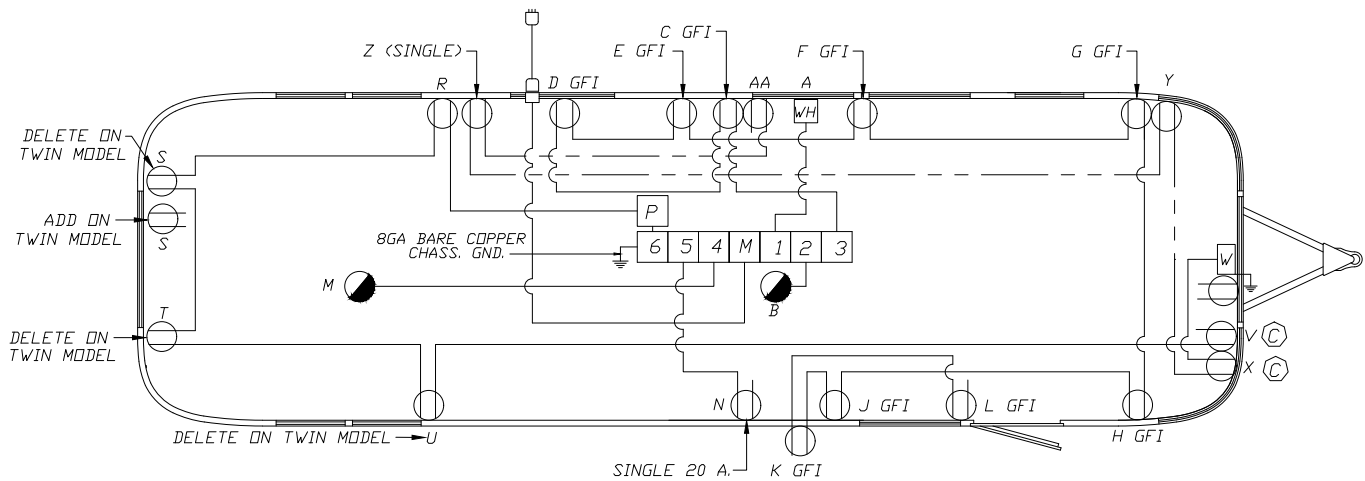 C GFI
Z (SINGLE)
E GFI
F GFI
G GFI
R
D GFI
AA
A
Y
WH
DELETE ON
TWIN MODEL
S
ADD ON
TWIN MODEL
S
P
8GA BARE COPPER
CHASS. GND.
6 5 4 M 1 2 3
W
M
B
T
DELETE ON
TWIN MODEL
V C
X C
N
J GFI
L GFI
DELETE ON TWIN MODEL
U
H GFI
SINGLE 20 A.
K GFI